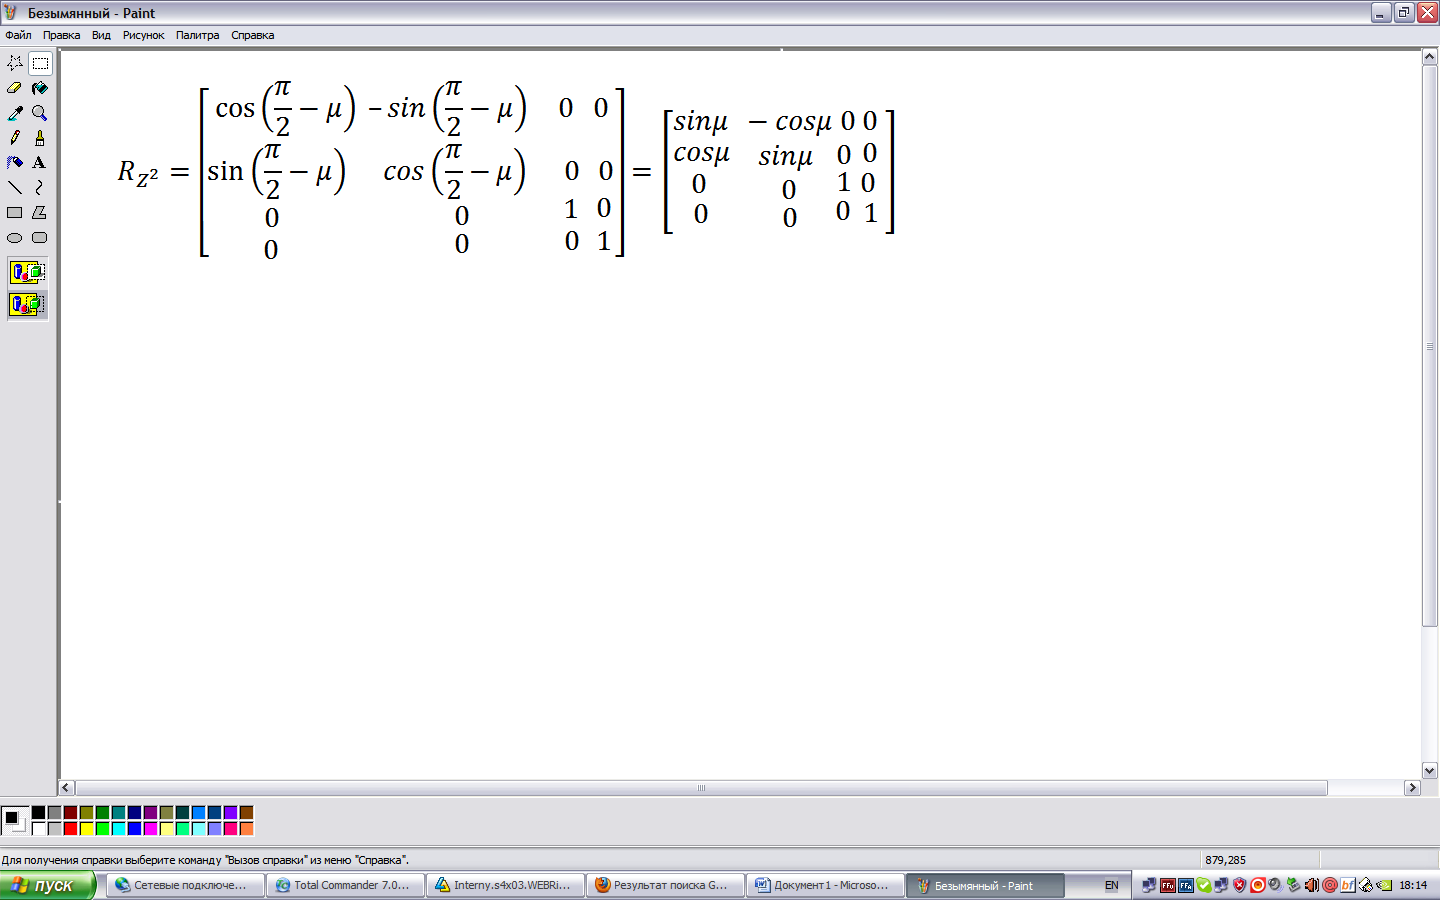 Безымянный - Paint
Файл Правка Вид Рисунок Палитра Справка
R_{Z^2} = [ cos(π/2 − μ) −sin(π/2 − μ) 0 0 ] = [ sinμ −cosμ 0 0 ]
[ sin(π/2 − μ) cos(π/2 − μ) 0 0 ] [ cosμ sinμ 0 0 ]
[ 0 0 1 0 ] [ 0 0 1 0 ]
[ 0 0 0 1 ] [ 0 0 0 1 ]
Для получения справки выберите команду "Вызов справки" из меню "Справка". 879,285
пуск Сетевые подключе... Total Commander 7.0... Interny.s4x03.WEBRi... Результат поиска G... Документ1 - Microso... Безымянный - Paint EN 18:14